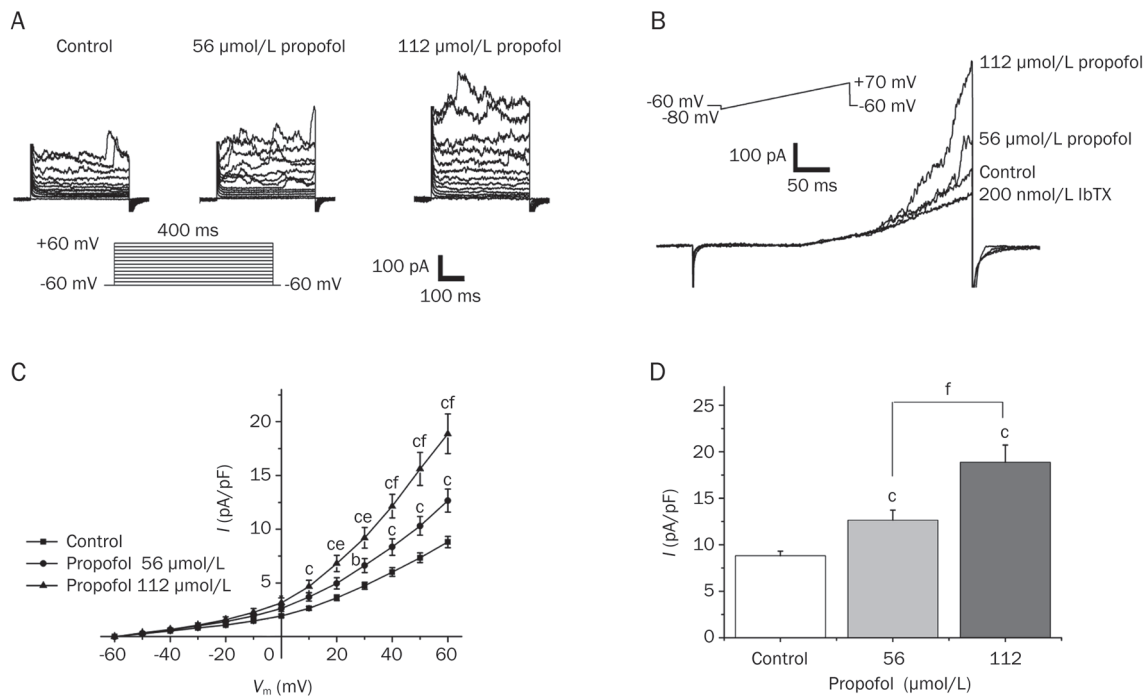 A
Control
56 µmol/L propofol
112 µmol/L propofol
400 ms
+60 mV
-60 mV
-60 mV
100 pA
100 ms
B
112 µmol/L propofol
+70 mV
-60 mV
-60 mV
-80 mV
56 µmol/L propofol
100 pA
50 ms
Control
200 nmol/L IbTX
C
I (pA/pF)
20
15
10
5
cf
cf
cf
ce
ce
c
c
c
c
b
Control
Propofol 56 µmol/L
Propofol 112 µmol/L
-60 -40 -20 0 20 40 60
Vm (mV)
D
I (pA/pF)
25
20
15
10
5
0
f
c
c
Control 56 112
Propofol (µmol/L)